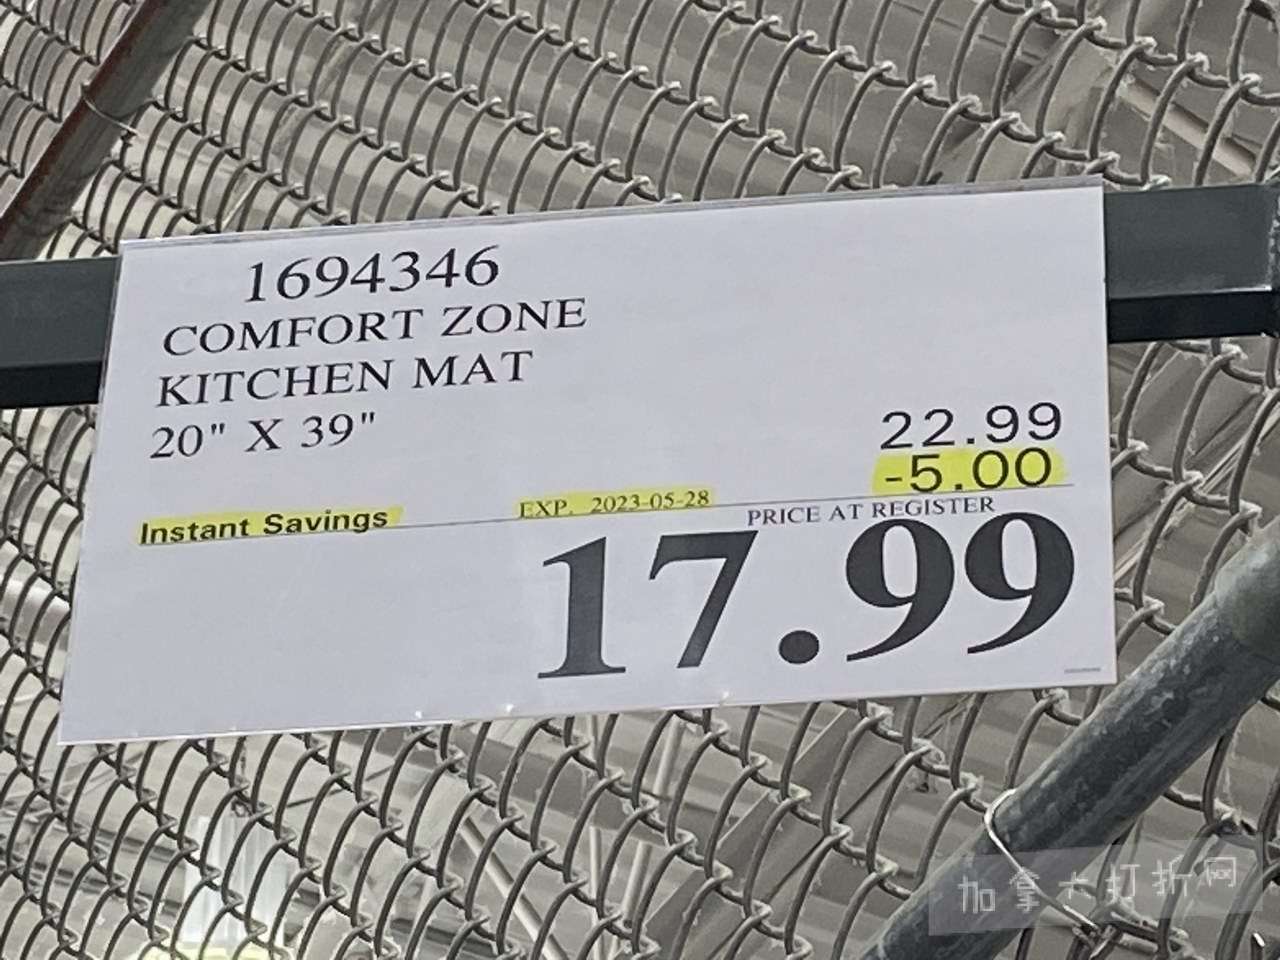 1694346
COMFORT ZONE
KITCHEN MAT
20" X 39"
22.99
-5.00
Instant Savings
EXP. 2023-05-28
PRICE AT REGISTER
17.99
加拿大打折网